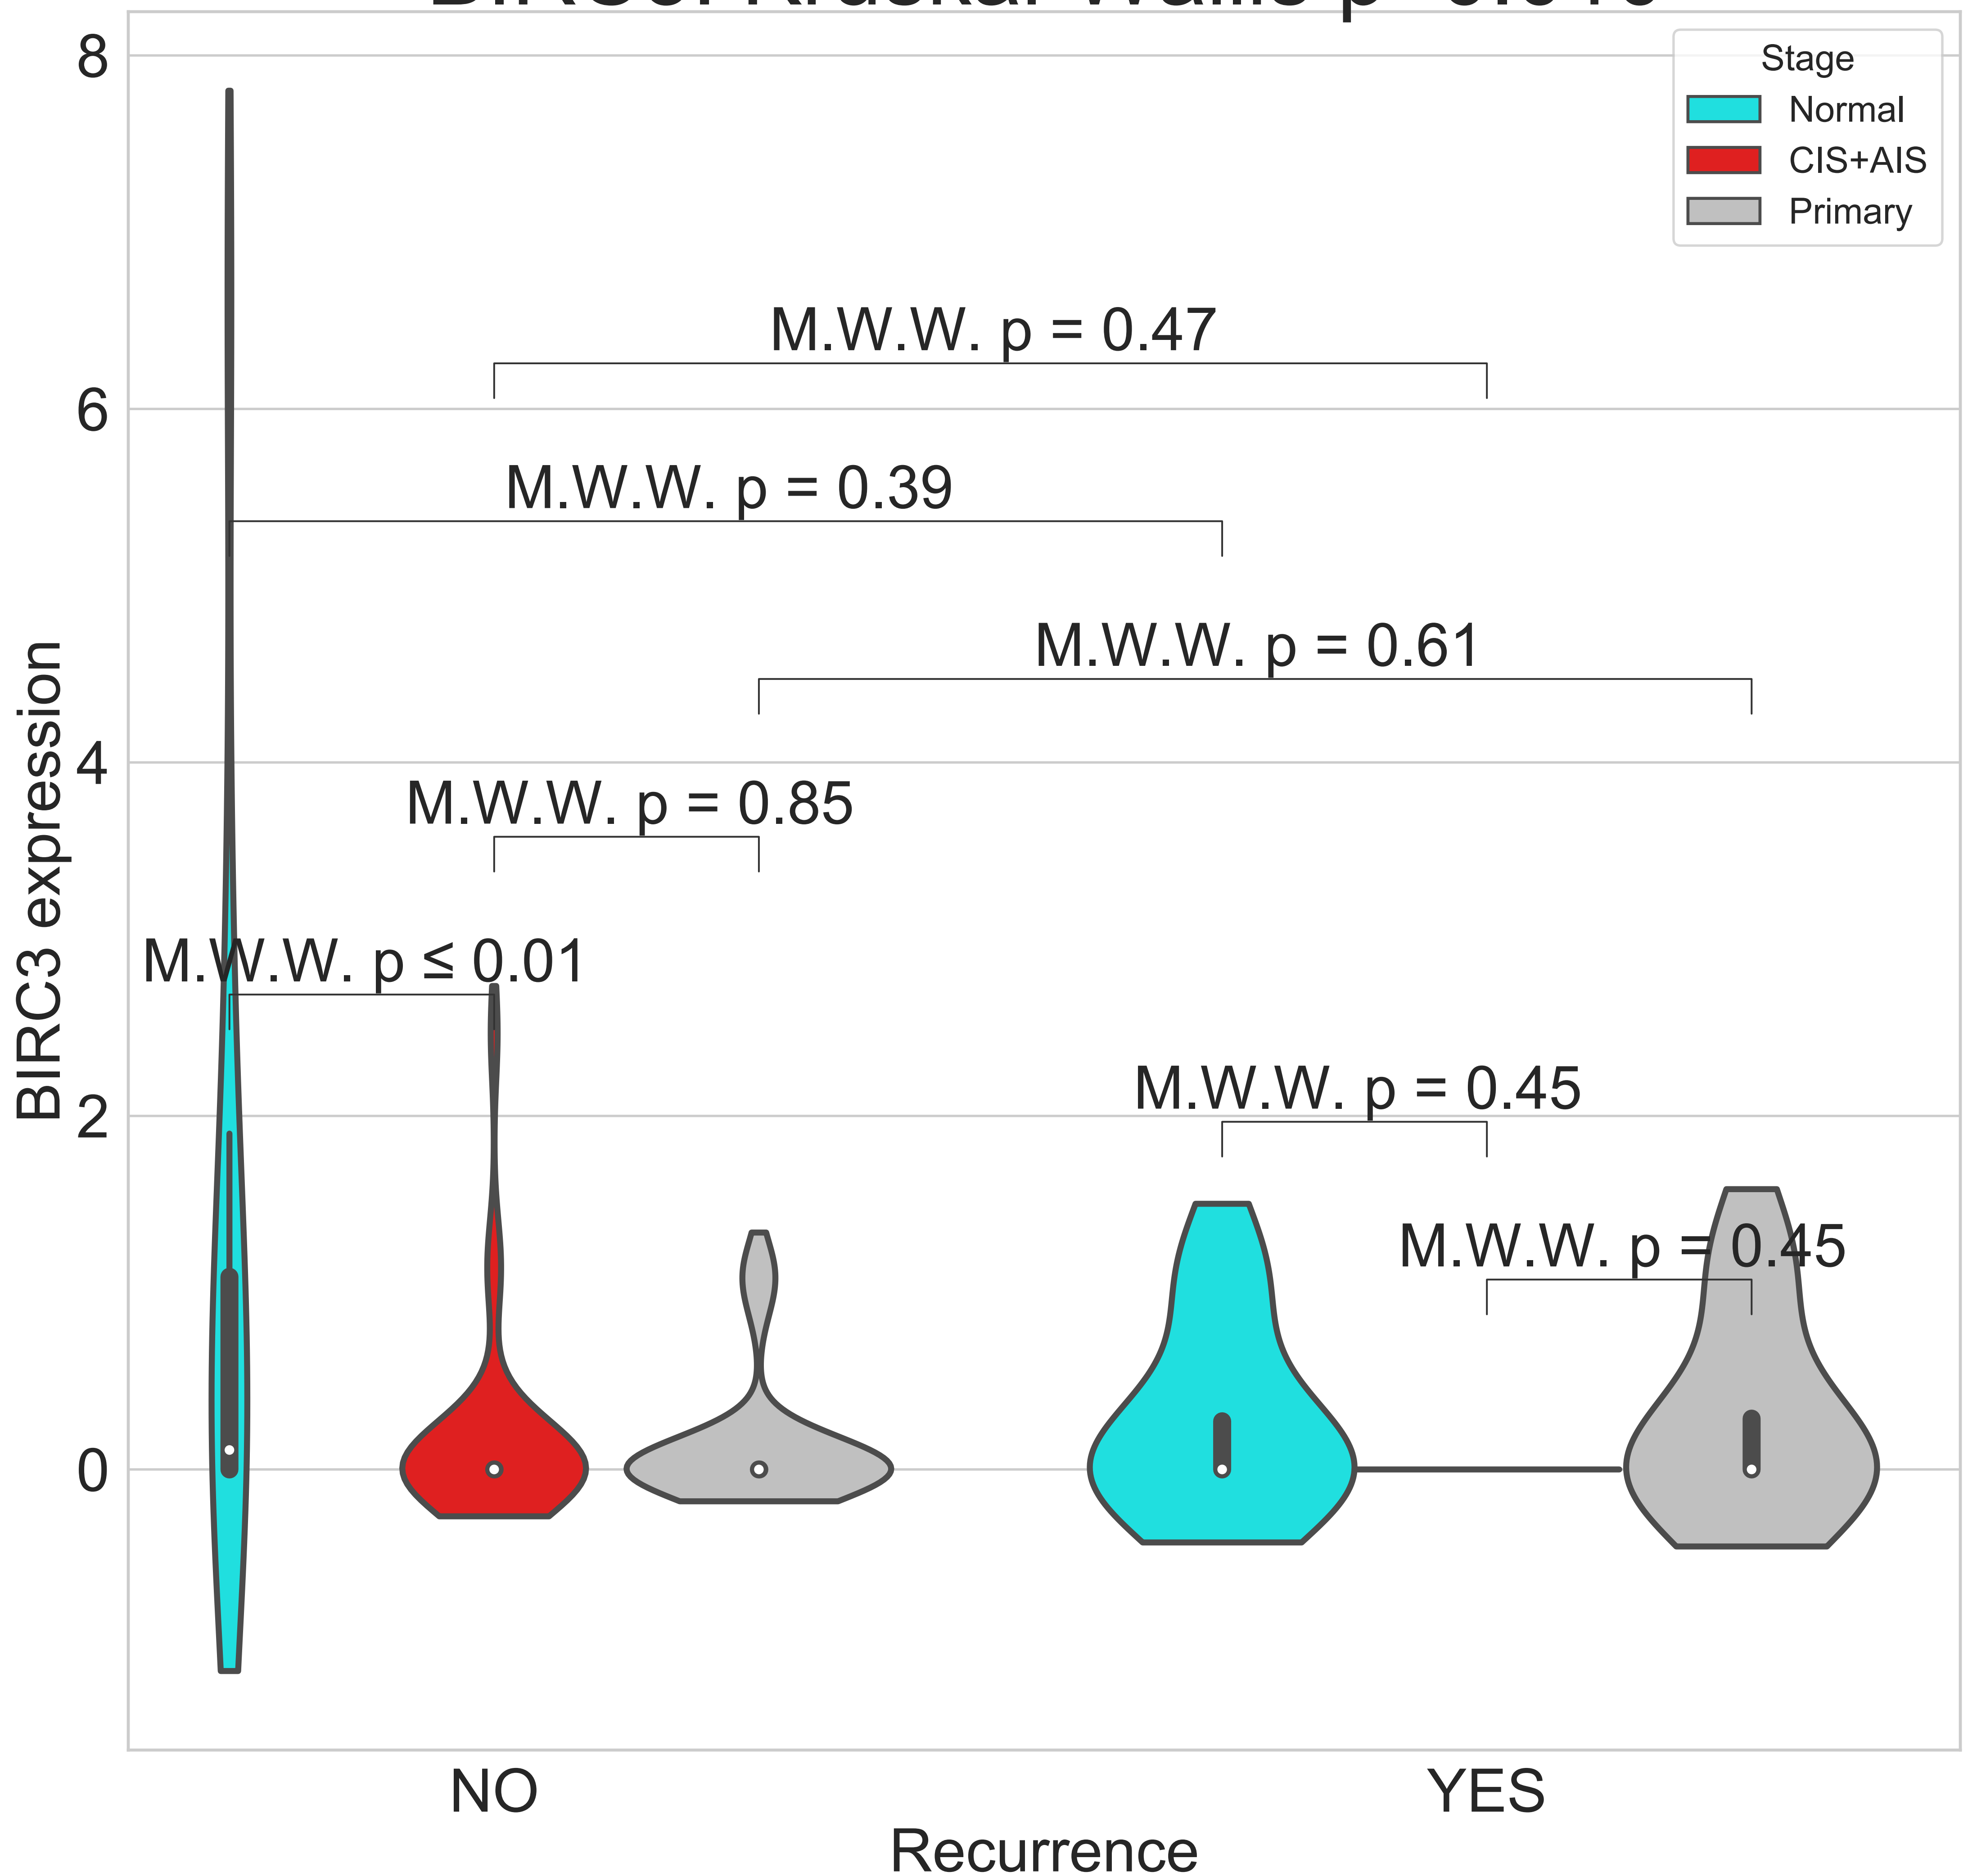 8
Stage
Normal
CIS+AIS
Primary
M.W.W. p = 0.47
6
M.W.W. p = 0.39
M.W.W. p = 0.61
4
M.W.W. p = 0.85
M.W.W. p ≤ 0.01
BIRC3 expression
2
M.W.W. p = 0.45
M.W.W. p = 0.45
0
NO
YES
Recurrence